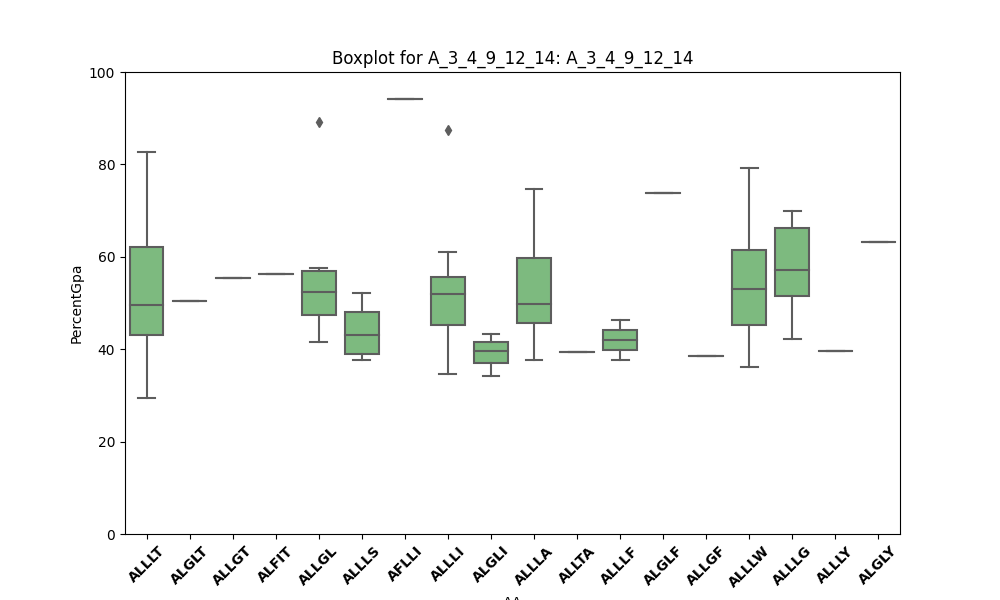 Boxplot for A_3_4_9_12_14: A_3_4_9_12_14
100
80
60
40
20
0
PercentGpa
ALLLT ALGLT ALLGT ALFIT ALLGL ALLLS AFLLI ALLLI ALGLI ALLLA ALLTA ALLLF ALGLF ALLGF ALLLW ALLLG ALLLY ALGLY